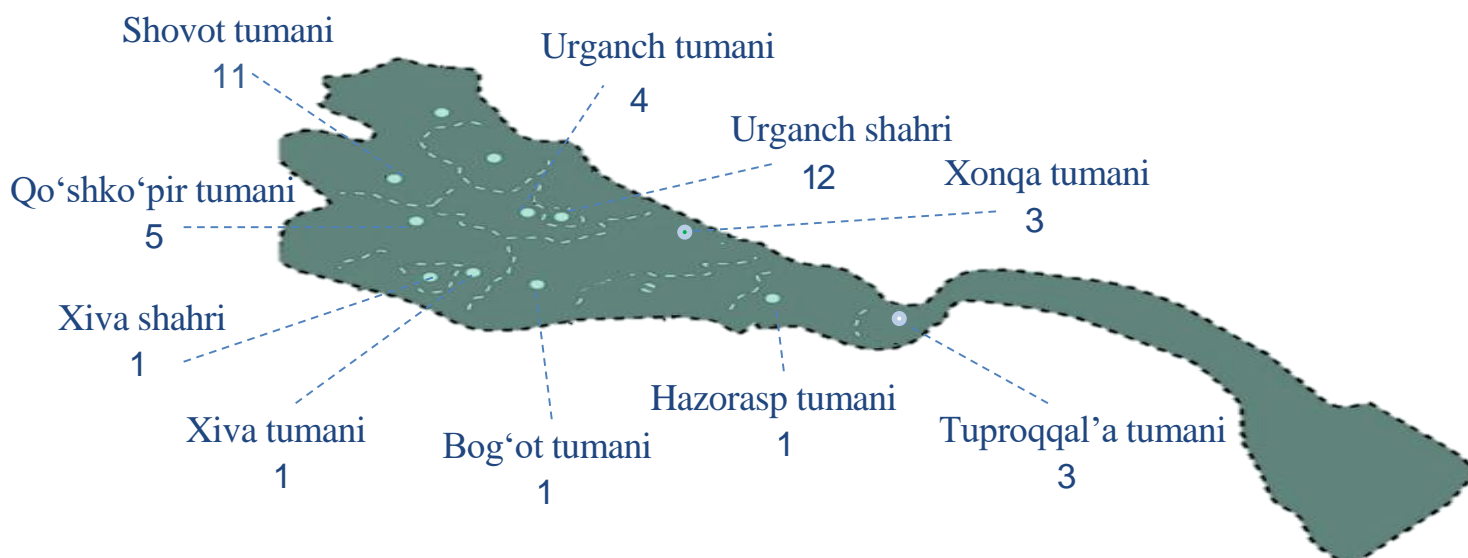 Shovot tumani
11
Urganch tumani
4
Urganch shahri
12
Xonqa tumani
3
Qo‘shko‘pir tumani
5
Xiva shahri
1
Xiva tumani
1
Bog‘ot tumani
1
Hazorasp tumani
1
Tuproqqal’a tumani
3